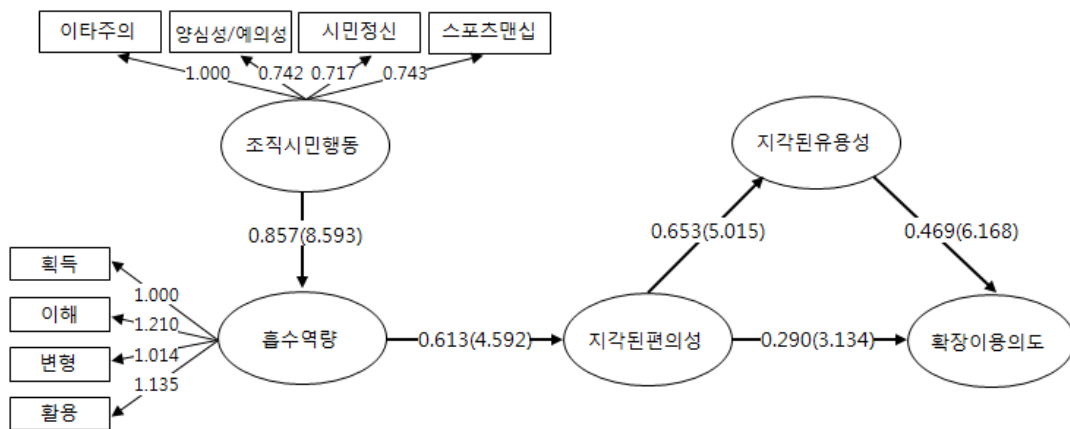 이타주의
양심성/예의성
시민정신
스포츠맨십
1.000
0.742
0.717
0.743
조직시민행동
지각된유용성
0.857(8.593)
0.653(5.015)
0.469(6.168)
획득
이해
변형
활용
1.000
1.210
1.014
1.135
흡수역량
0.613(4.592)
지각된편의성
0.290(3.134)
확장이용의도